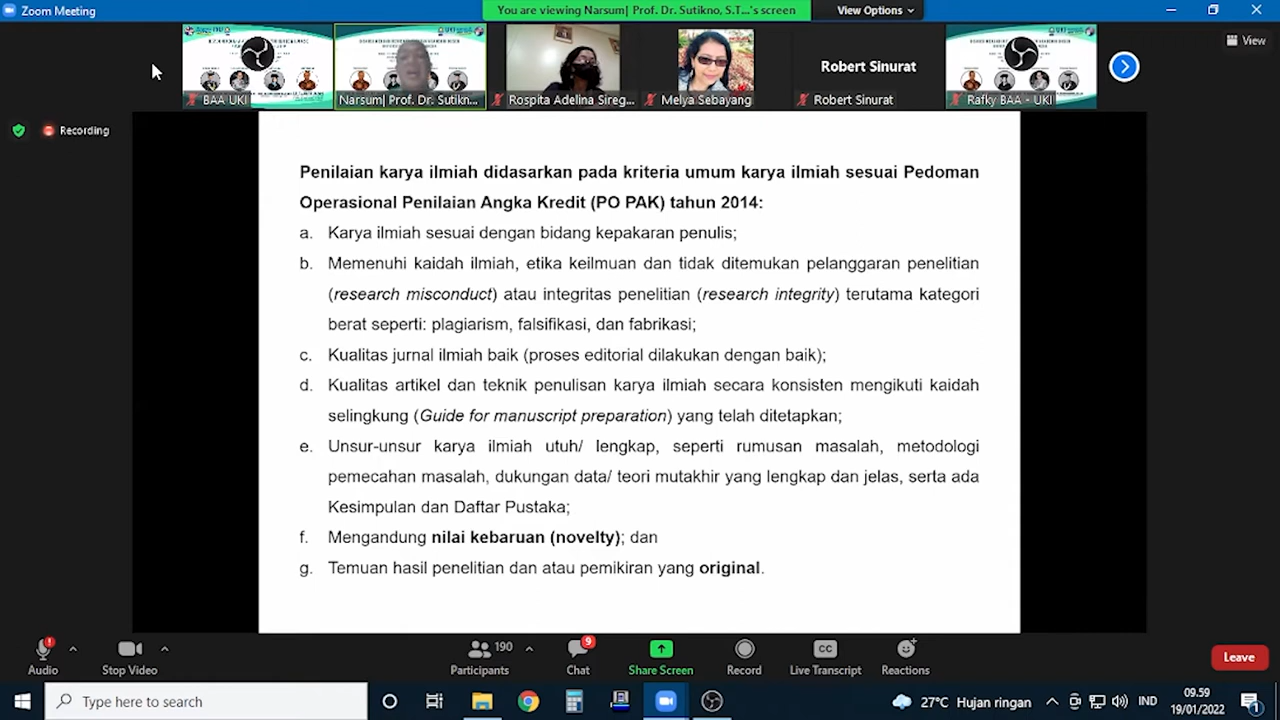 Zoom Meeting
You are viewing Narsum| Prof. Dr. Sutikno, S.T...'s screen
View Options
BAA UKI
Narsum| Prof. Dr. Sutikn...
Rospita Adelina Sireg...
Melya Sebayang
Robert Sinurat
Robert Sinurat
Rafky BAA - UKI
View
Recording
Penilaian karya ilmiah didasarkan pada kriteria umum karya ilmiah sesuai Pedoman
Operasional Penilaian Angka Kredit (PO PAK) tahun 2014:
a. Karya ilmiah sesuai dengan bidang kepakaran penulis;
b. Memenuhi kaidah ilmiah, etika keilmuan dan tidak ditemukan pelanggaran penelitian
(research misconduct) atau integritas penelitian (research integrity) terutama kategori
berat seperti: plagiarism, falsifikasi, dan fabrikasi;
c. Kualitas jurnal ilmiah baik (proses editorial dilakukan dengan baik);
d. Kualitas artikel dan teknik penulisan karya ilmiah secara konsisten mengikuti kaidah
selingkung (Guide for manuscript preparation) yang telah ditetapkan;
e. Unsur-unsur karya ilmiah utuh/ lengkap, seperti rumusan masalah, metodologi
pemecahan masalah, dukungan data/ teori mutakhir yang lengkap dan jelas, serta ada
Kesimpulan dan Daftar Pustaka;
f. Mengandung nilai kebaruan (novelty); dan
g. Temuan hasil penelitian dan atau pemikiran yang original.
Audio
Stop Video
190
Participants
9
Chat
Share Screen
Record
CC
Live Transcript
Reactions
Leave
Type here to search
27°C Hujan ringan
IND
09.59
19/01/2022
1